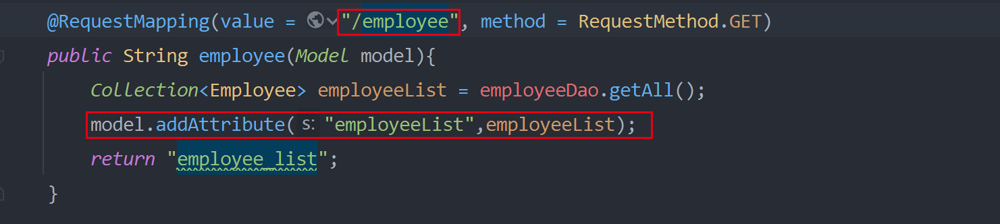 @RequestMapping(value = "/employee", method = RequestMethod.GET)
public String employee(Model model){
Collection<Employee> employeeList = employeeDao.getAll();
model.addAttribute( s: "employeeList",employeeList);
return "employee_list";
}